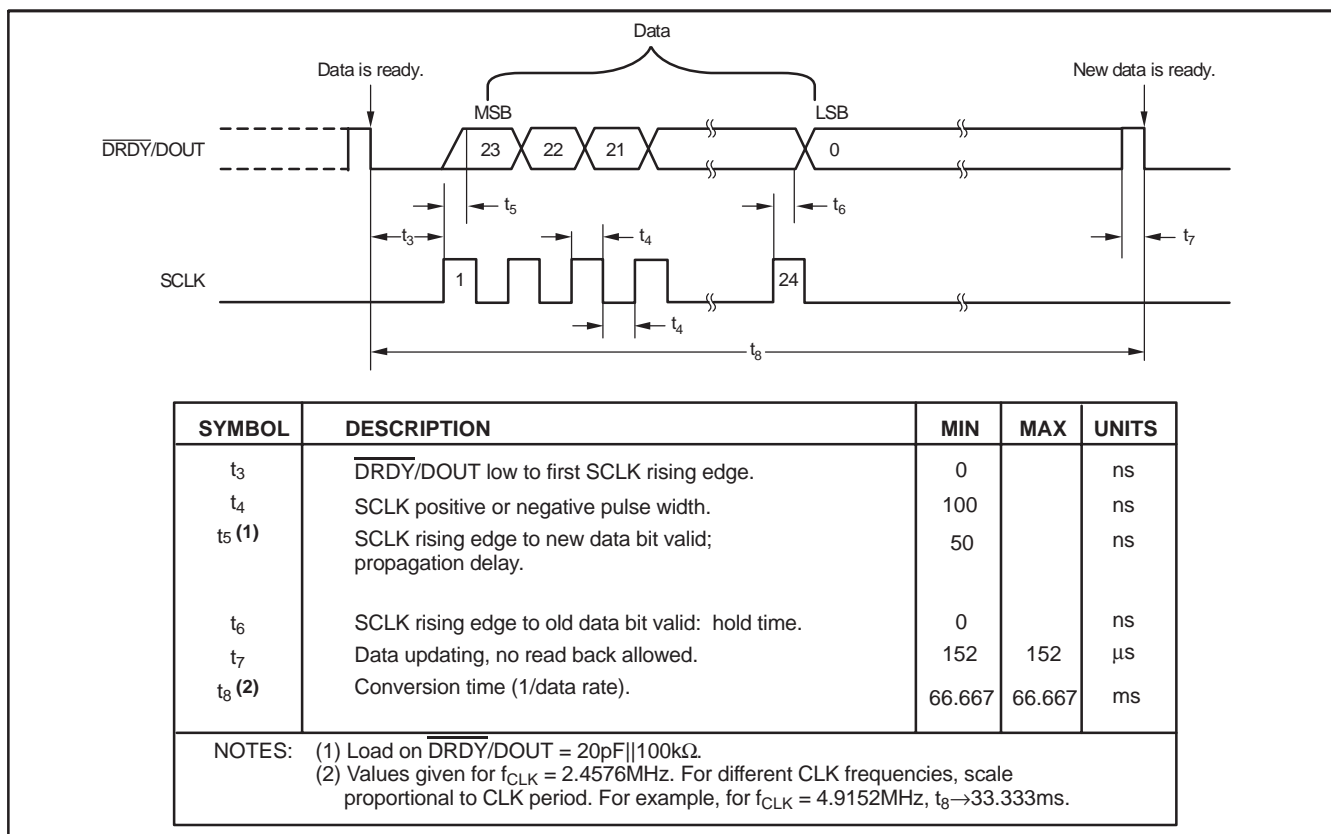 Data
Data is ready.
New data is ready.
MSB
LSB
DRDY/DOUT
23
22
21
0
t5
t6
t3
t4
t7
SCLK
1
24
t4
t8
SYMBOL DESCRIPTION MIN MAX UNITS
t3 DRDY/DOUT low to first SCLK rising edge. 0 ns
t4 SCLK positive or negative pulse width. 100 ns
t5 (1) SCLK rising edge to new data bit valid; 50 ns
propagation delay.
t6 SCLK rising edge to old data bit valid: hold time. 0 ns
t7 Data updating, no read back allowed. 152 152 μs
t8 (2) Conversion time (1/data rate). 66.667 66.667 ms
NOTES: (1) Load on DRDY/DOUT = 20pF||100kΩ.
(2) Values given for fCLK = 2.4576MHz. For different CLK frequencies, scale
proportional to CLK period. For example, for fCLK = 4.9152MHz, t8→33.333ms.